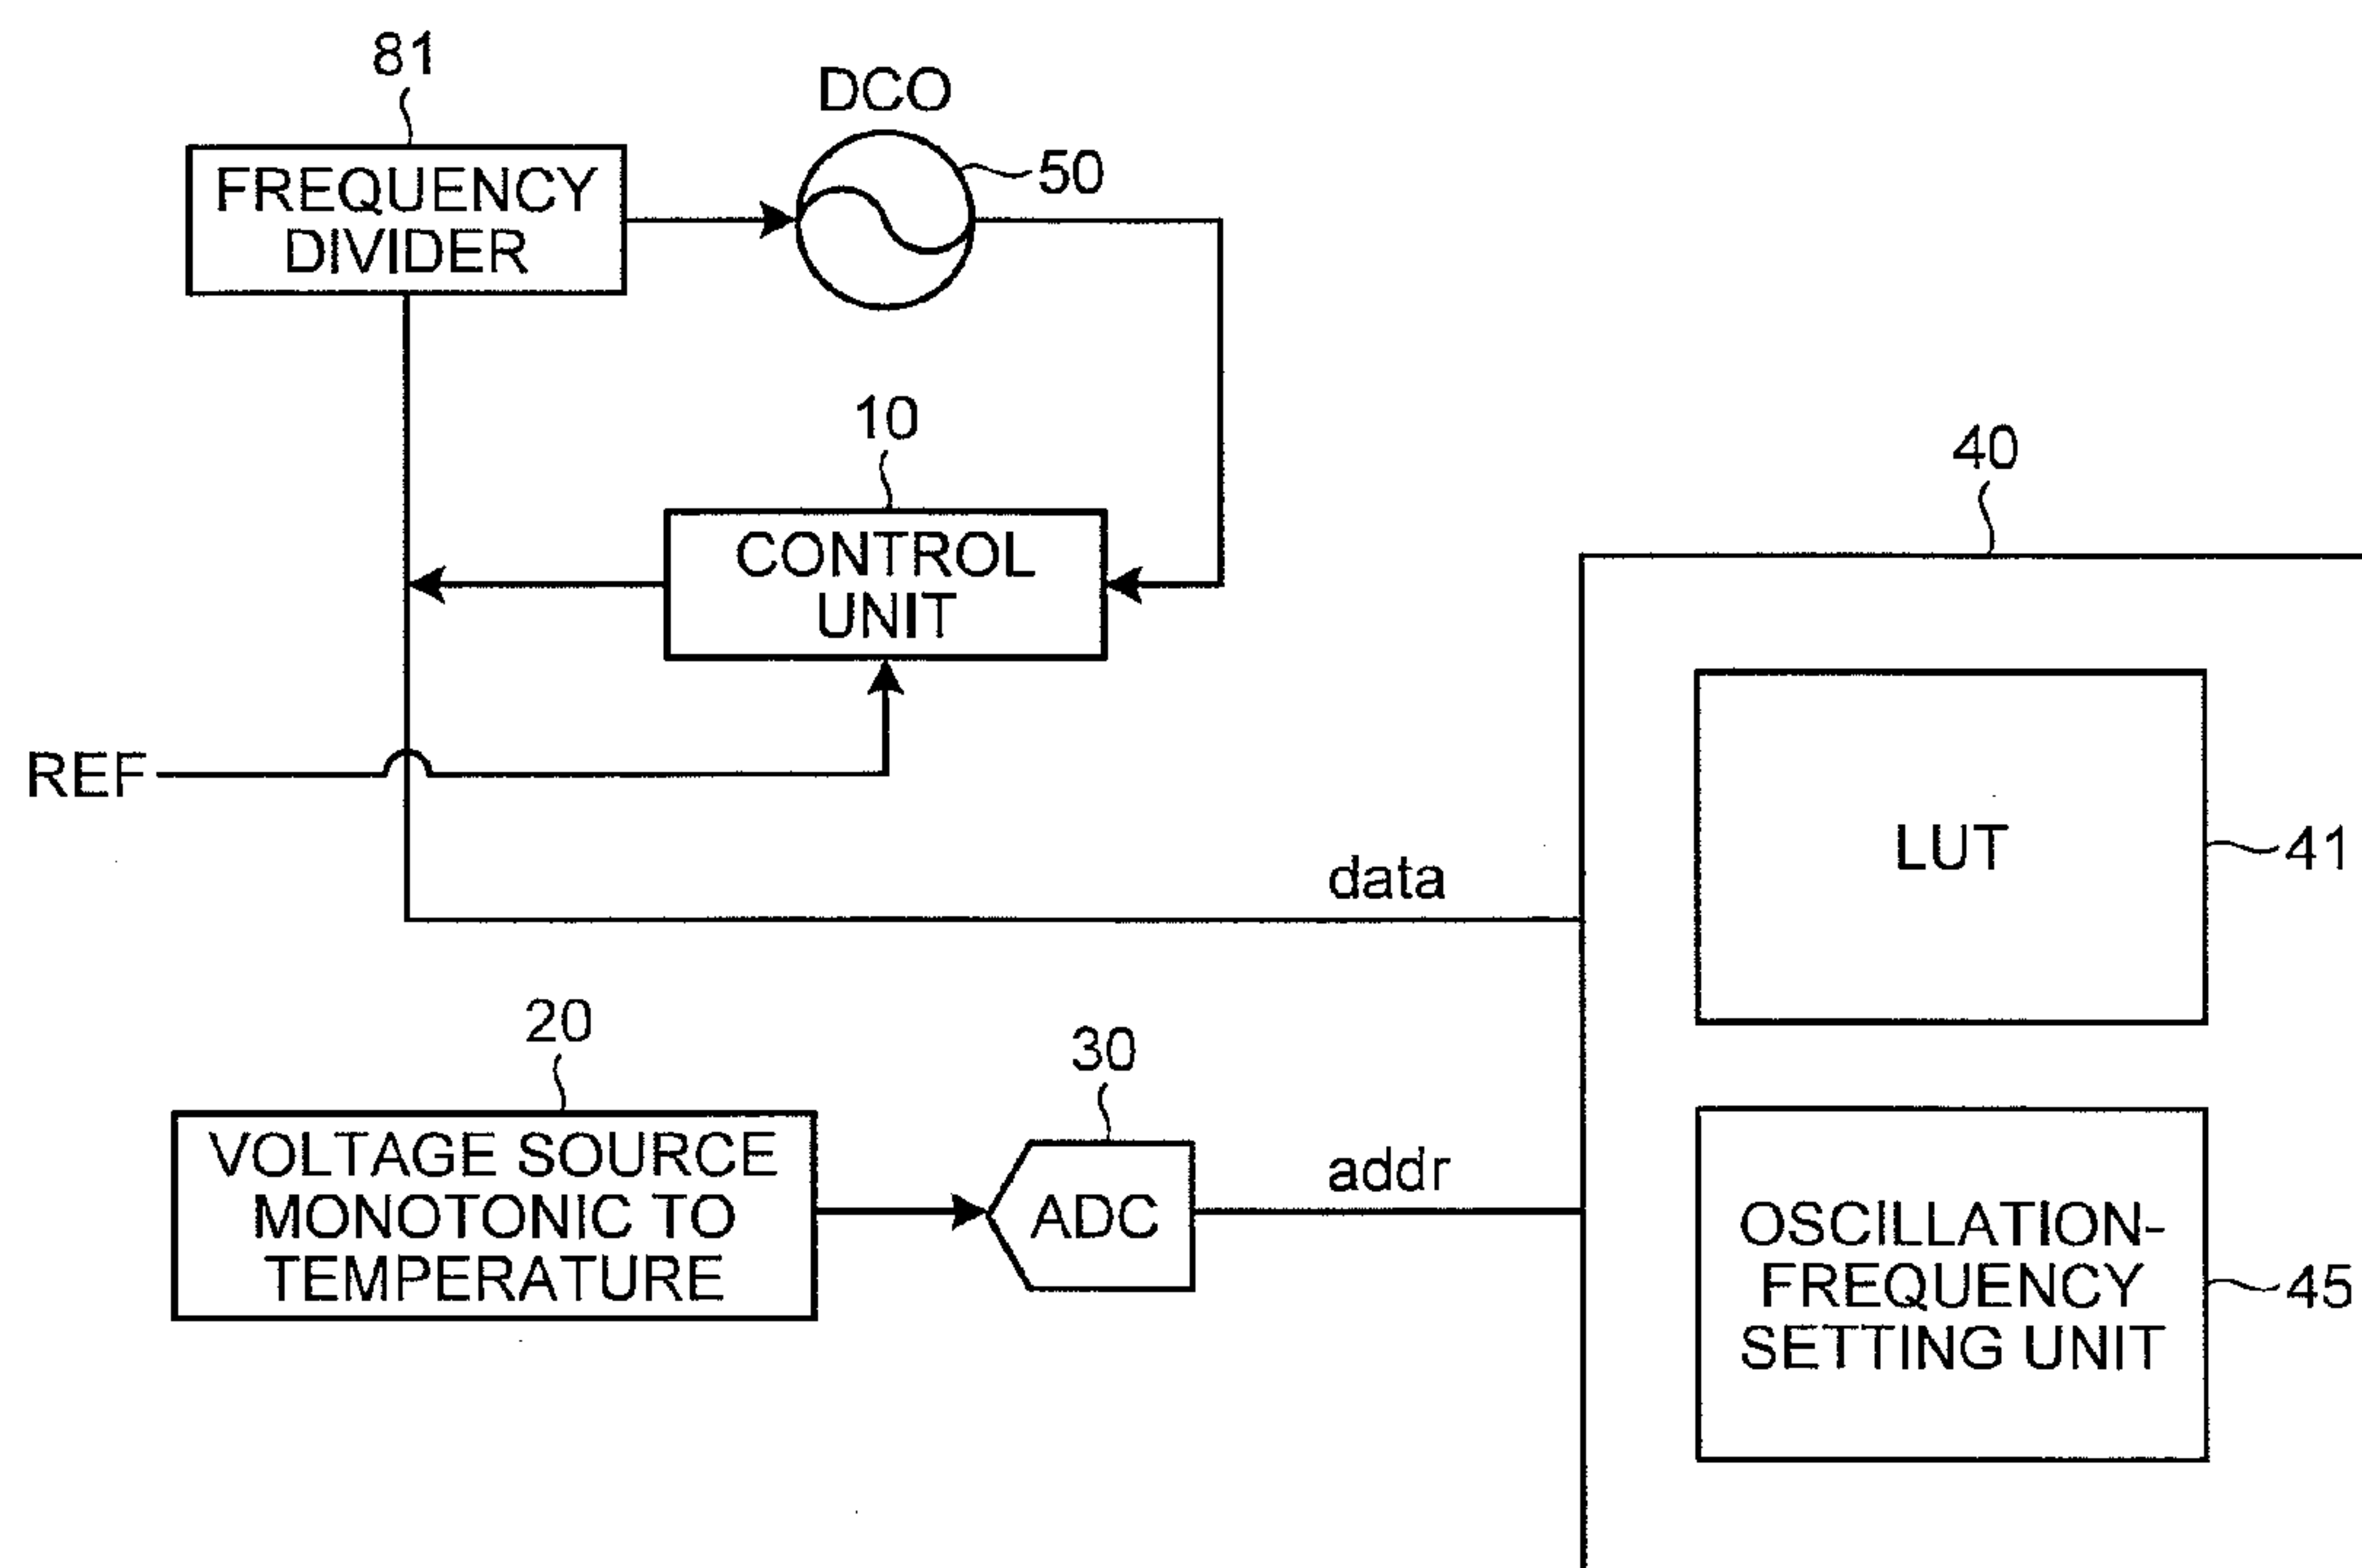 81
DCO
FREQUENCY
DIVIDER
50
10
CONTROL
UNIT
40
REF
LUT
41
data
20
30
VOLTAGE SOURCE
MONOTONIC TO
TEMPERATURE
ADC
addr
OSCILLATION-
FREQUENCY
SETTING UNIT
45